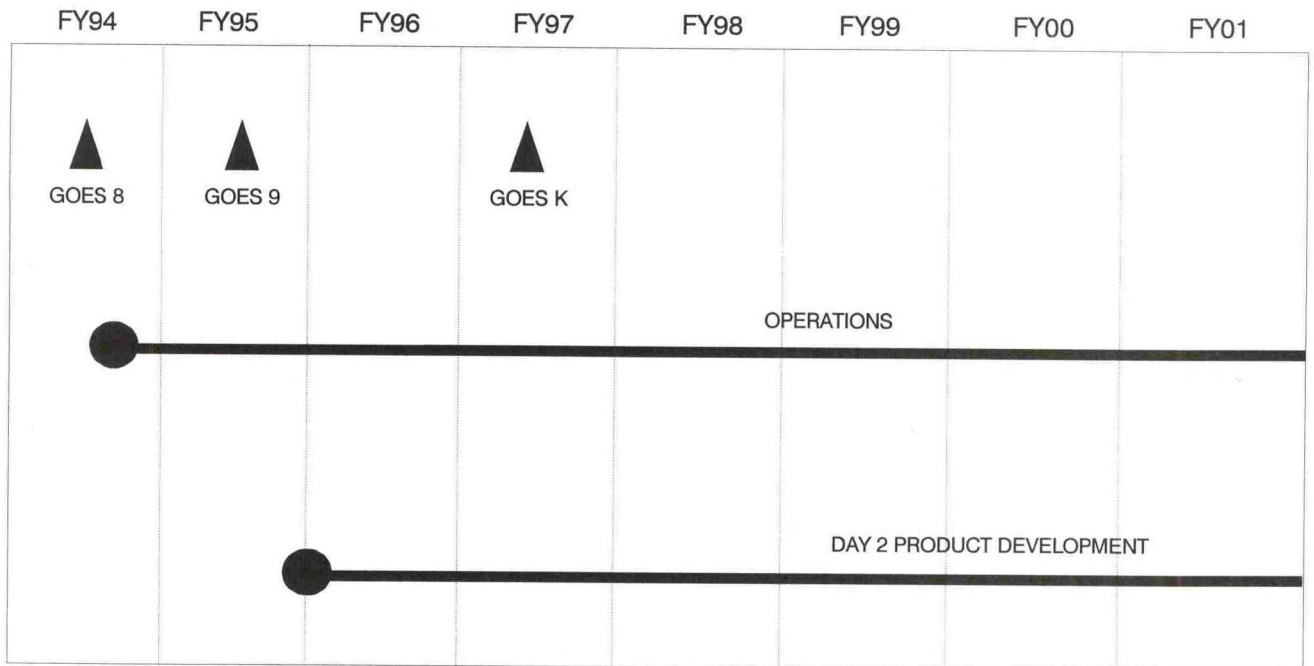 FY94 FY95 FY96 FY97 FY98 FY99 FY00 FY01
GOES 8 GOES 9 GOES K
OPERATIONS
DAY 2 PRODUCT DEVELOPMENT